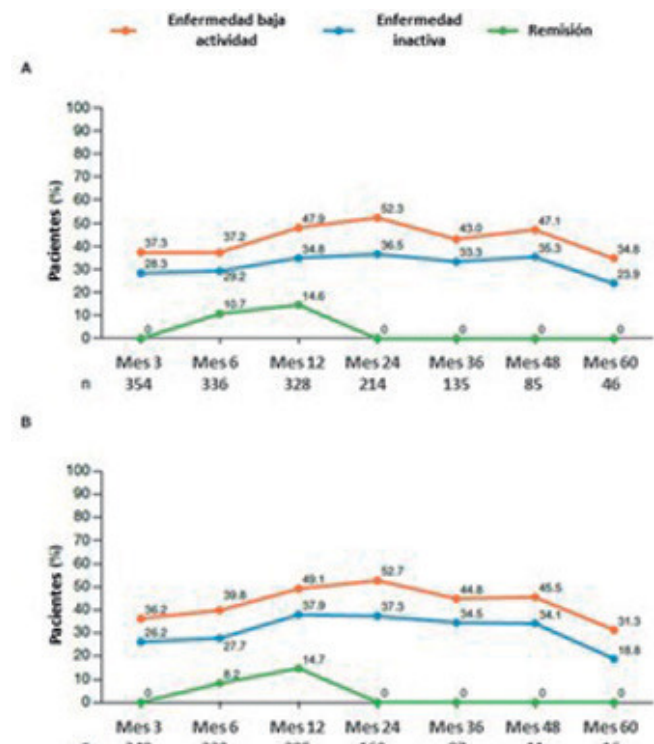 Enfermedad baja actividad
Enfermedad inactiva
Remisión
A
Pacientes (%)
100
90
80
70
60
50
40
30
20
10
0
37.3 37.2 47.9 52.3 43.0 47.1 34.8
28.3 29.2 34.8 36.5 33.3 35.3 23.9
0 10.7 14.6 0 0 0 0
Mes 3 Mes 6 Mes 12 Mes 24 Mes 36 Mes 48 Mes 60
n 354 336 328 214 135 85 46
B
Pacientes (%)
100
90
80
70
60
50
40
30
20
10
0
36.2 39.8 49.1 52.7 44.8 45.5 31.3
26.2 27.7 37.9 37.3 34.5 34.1 18.8
0 8.2 14.7 0 0 0 0
Mes 3 Mes 6 Mes 12 Mes 24 Mes 36 Mes 48 Mes 60